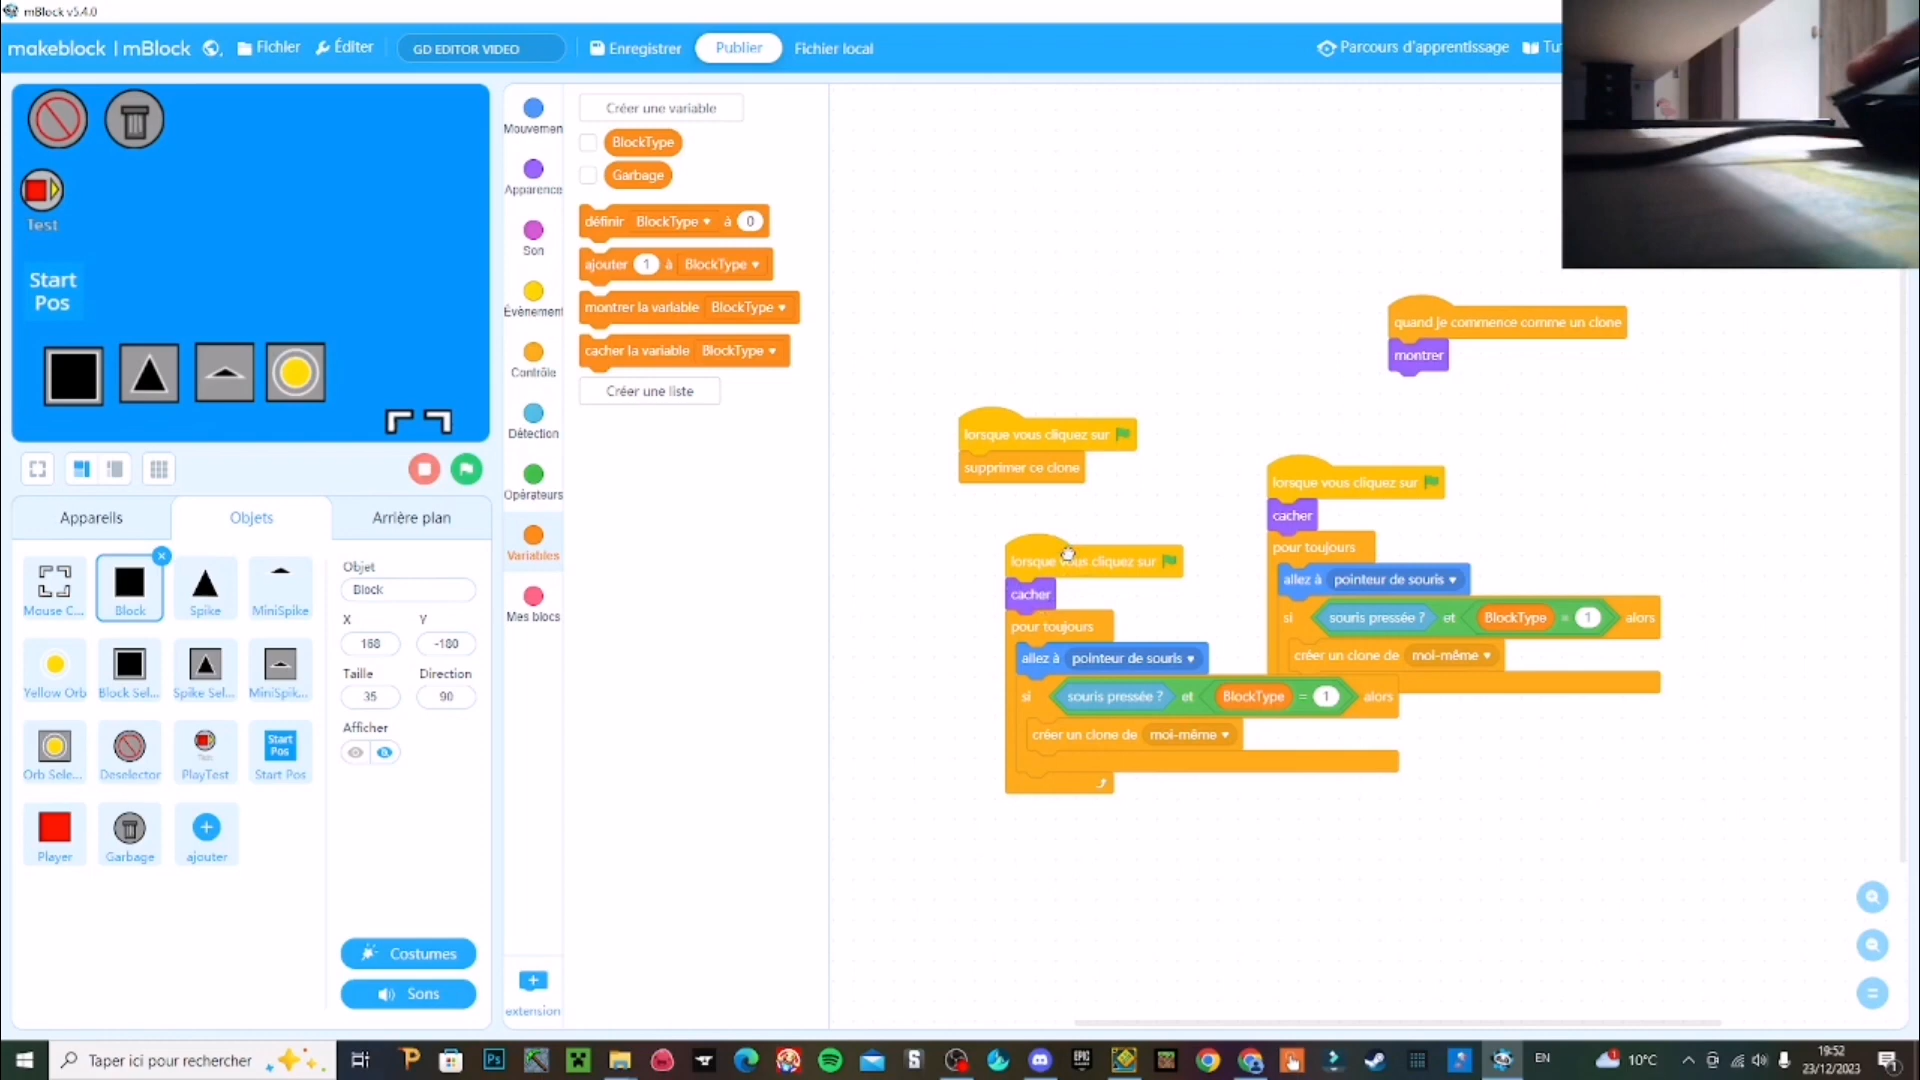 mBlock v5.4.0
makeblock | mBlock
Fichier
Éditer
GD EDITOR VIDEO
Enregistrer
Publier
Fichier local
Parcours d'apprentissage
Tu
Test
Start
Pos
Appareils
Objets
Arrière plan
Mouse C...
Block
Spike
MiniSpike
Yellow Orb
Block Sel...
Spike Sel...
MiniSpik...
Orb Sele...
Deselector
PlayTest
Start Pos
Start
Pos
Player
Garbage
ajouter
Objet
Block
X
Y
168
-180
Taille
Direction
35
90
Afficher
Costumes
Sons
Mouvemen
Apparence
Son
Évènement
Contrôle
Détection
Opérateurs
Variables
Mes blocs
extension
Créer une variable
BlockType
Garbage
définir BlockType à 0
ajouter 1 à BlockType
montrer la variable BlockType
cacher la variable BlockType
Créer une liste
quand je commence comme un clone
montrer
lorsque vous cliquez sur
supprimer ce clone
lorsque vous cliquez sur
cacher
pour toujours
allez à pointeur de souris
si souris pressée ? et BlockType = 1 alors
créer un clone de moi-même
lorsque vous cliquez sur
cacher
pour toujours
allez à pointeur de souris
si souris pressée ? et BlockType = 1 alors
créer un clone de moi-même
Taper ici pour rechercher
EN
10°C
19:52
23/12/2023